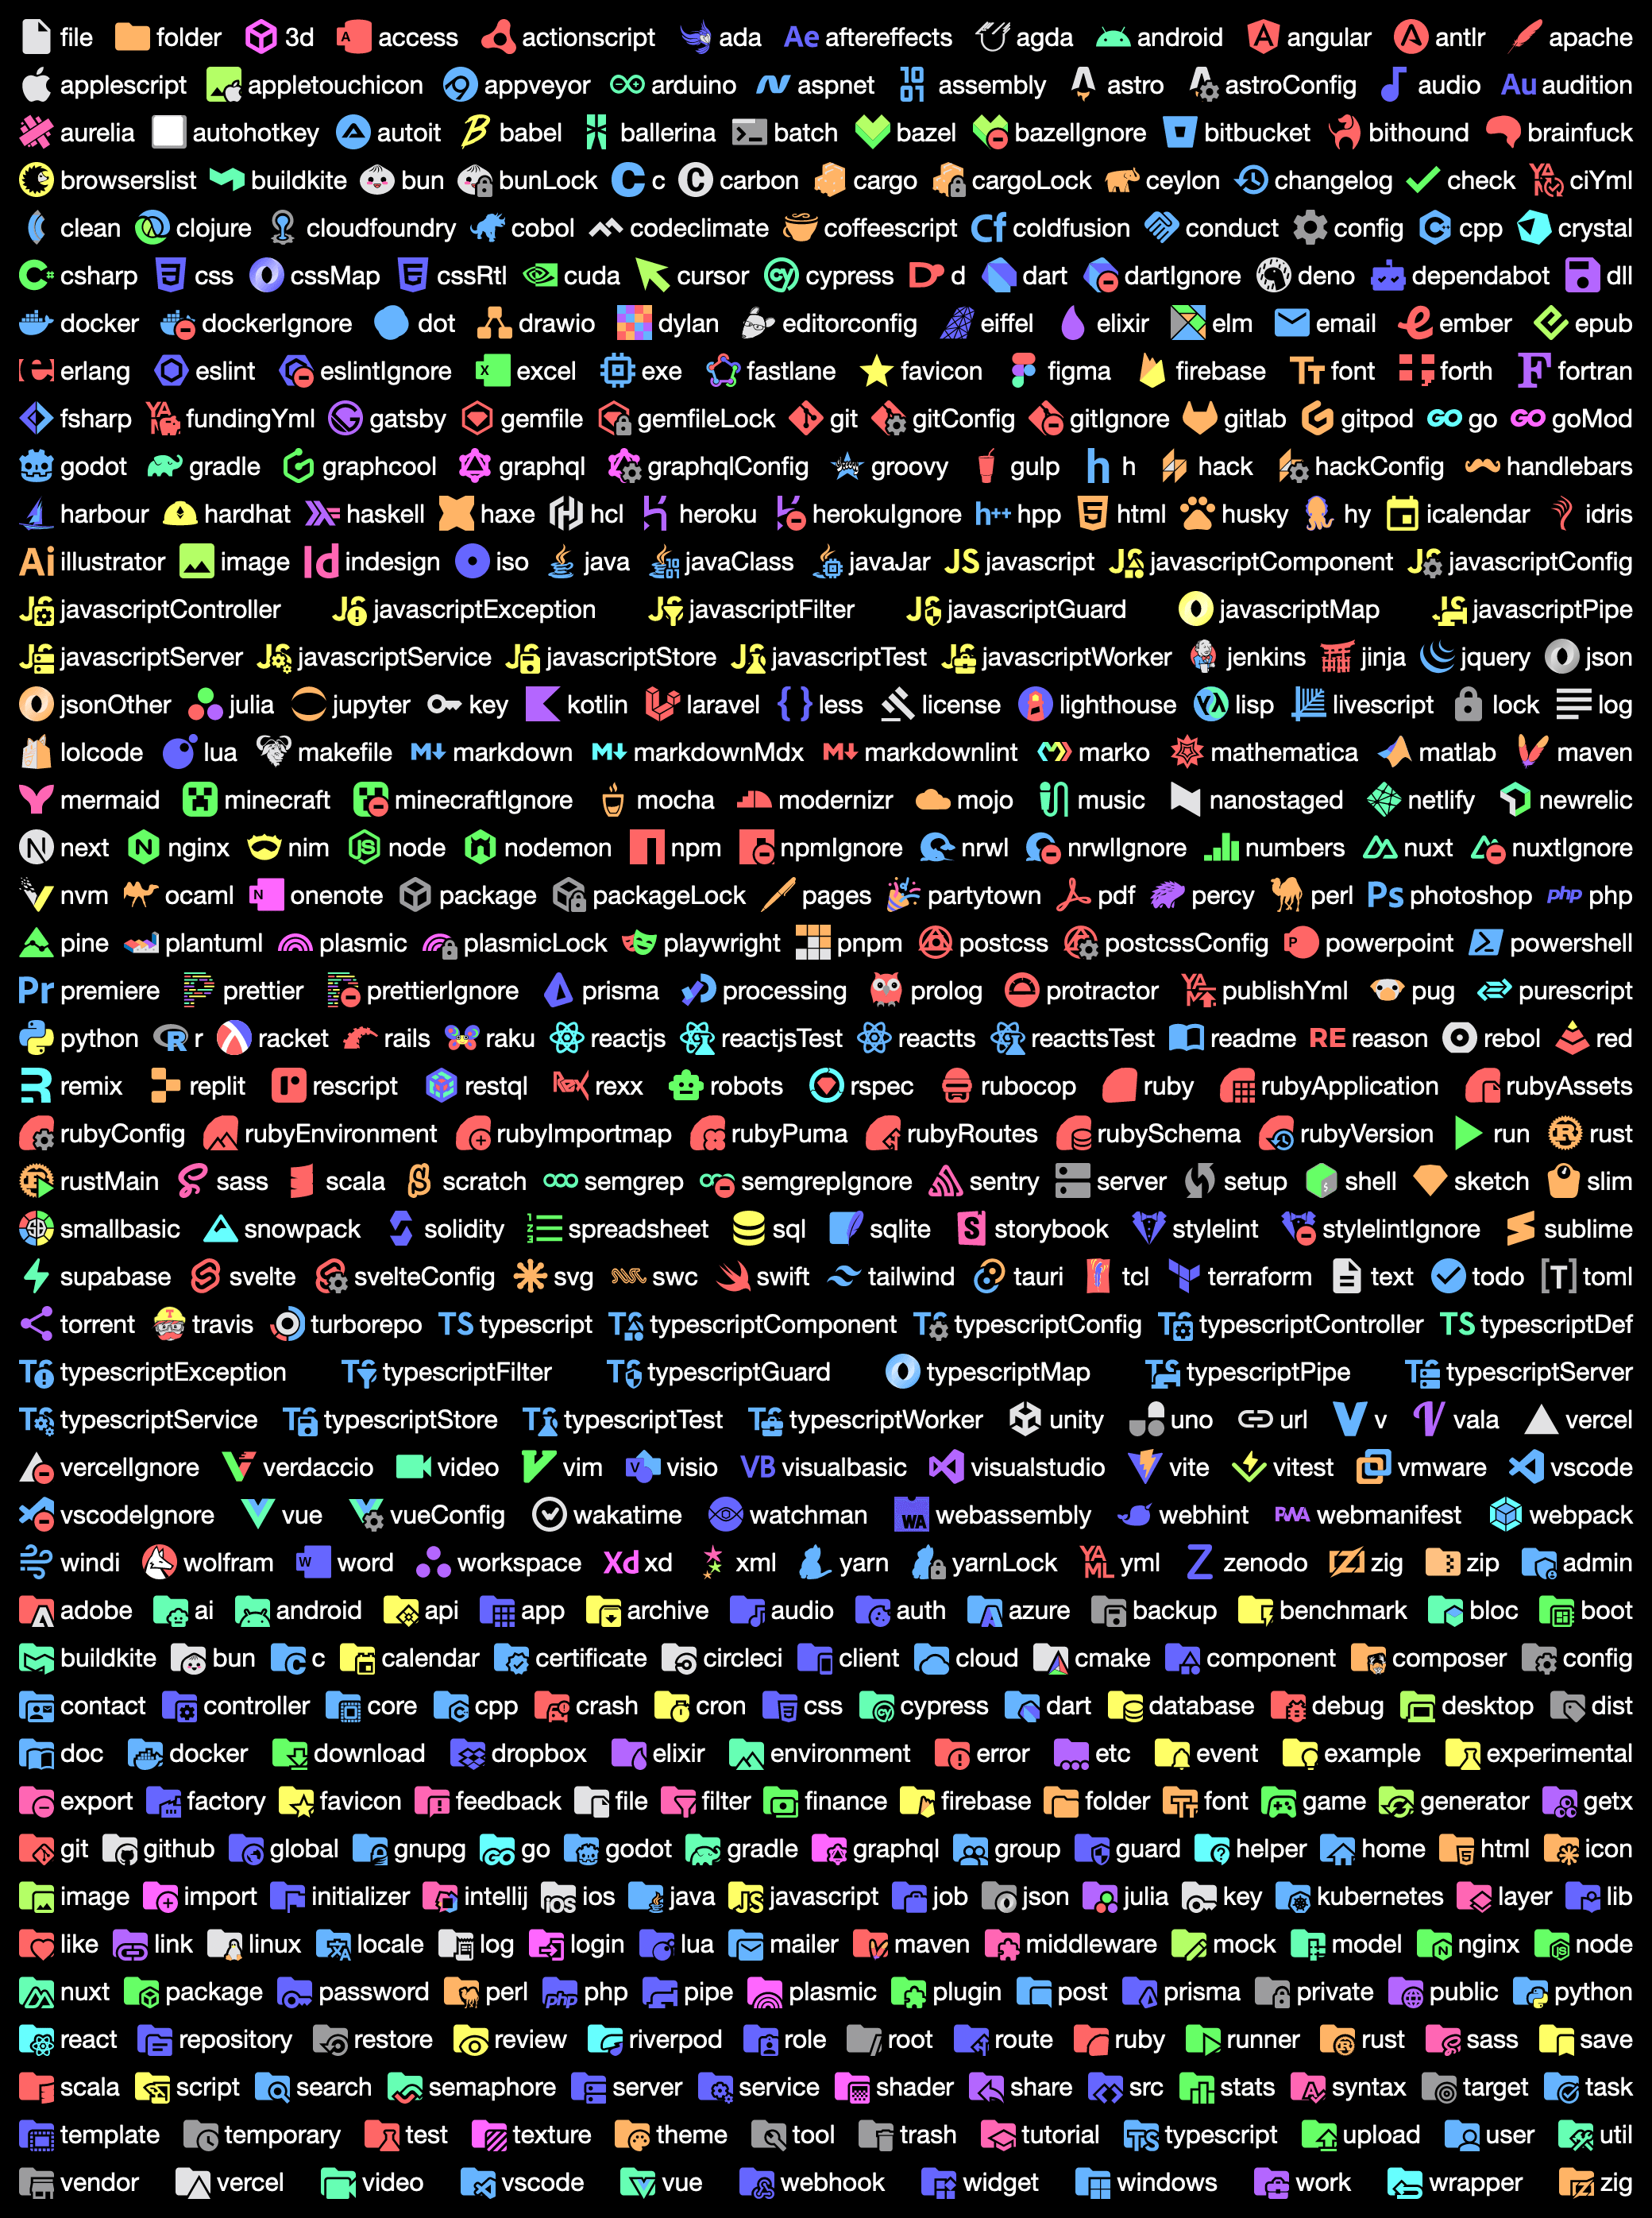 file folder 3d access actionscript ada Ae aftereffects agda android angular antlr apache
applescript appletouchicon appveyor arduino aspnet assembly astro astroConfig audio Au audition
aurelia autohotkey autoit babel ballerina batch bazel bazelIgnore bitbucket bithound brainfuck
browserslist buildkite bun bunLock c carbon cargo cargoLock ceylon changelog check ciYml
clean clojure cloudfoundry cobol codeclimate coffeescript Cf coldfusion conduct config cpp crystal
csharp css cssMap cssRtl cuda cursor cypress d dart dartIgnore deno dependabot dll
docker dockerIgnore dot drawio dylan editorconfig eiffel elixir elm email ember epub
erlang eslint eslintIgnore excel exe fastlane favicon figma firebase font forth fortran
fsharp fundingYml gatsby gemfile gemfileLock git gitConfig gitIgnore gitlab gitpod GO go GO goMod
godot gradle graphcool graphql graphqlConfig groovy gulp h h hack hackConfig handlebars
harbour hardhat haskell haxe hcl heroku herokuIgnore h++ hpp html husky hy icalendar idris
Ai illustrator image Id indesign iso java javaClass javaJar JS javascript javascriptComponent javascriptConfig
javascriptController javascriptException javascriptFilter javascriptGuard javascriptMap javascriptPipe
javascriptServer javascriptService javascriptStore javascriptTest javascriptWorker jenkins jinja jquery json
jsonOther julia jupyter key kotlin laravel { } less license lighthouse lisp livescript lock log
lolcode lua makefile M markdown M markdownMdx M markdownlint marko mathematica matlab maven
mermaid minecraft minecraftIgnore mocha modernizr mojo music nanostaged netlify newrelic
next nginx nim node nodemon npm npmIgnore nrwl nrwlIgnore numbers nuxt nuxtIgnore
nvm ocaml onenote package packageLock pages partytown pdf percy perl Ps photoshop php php
pine plantuml plasmic plasmicLock playwright pnpm postcss postcssConfig powerpoint powershell
Pr premiere prettier prettierIgnore prisma processing prolog protractor publishYml pug purescript
python r racket rails raku reactjs reactjsTest reactts reacttsTest readme RE reason rebol red
remix replit rescript restql rexx robots rspec rubocop ruby rubyApplication rubyAssets
rubyConfig rubyEnvironment rubyImportmap rubyPuma rubyRoutes rubySchema rubyVersion run rust
rustMain sass scala scratch semgrep semgrepIgnore sentry server setup shell sketch slim
smallbasic snowpack solidity spreadsheet sql sqlite storybook stylelint stylelintIgnore sublime
supabase svelte svelteConfig svg swc swift tailwind tauri tcl terraform text todo [T] toml
torrent travis turborepo TS typescript typescriptComponent typescriptConfig typescriptController TS typescriptDef
typescriptException typescriptFilter typescriptGuard typescriptMap typescriptPipe typescriptServer
typescriptService typescriptStore typescriptTest typescriptWorker unity uno url v vala vercel
vercelIgnore verdaccio video vim visio VB visualbasic visualstudio vite vitest vmware vscode
vscodeIgnore vue vueConfig wakatime watchman WA webassembly webhint webmanifest webpack
windi wolfram word workspace Xd xd xml yarn yarnLock YAML yml zenodo zig zip admin
adobe ai android api app archive audio auth azure backup benchmark bloc boot
buildkite bun c calendar certificate circleci client cloud cmake component composer config
contact controller core cpp crash cron css cypress dart database debug desktop dist
doc docker download dropbox elixir environment error etc event example experimental
export factory favicon feedback file filter finance firebase folder font game generator getx
git github global gnupg go godot gradle graphql group guard helper home html icon
image import initializer intellij iOS ios java JS javascript job json julia key kubernetes layer lib
like link linux locale log login lua mailer maven middleware mock model nginx node
nuxt package password perl php php pipe plasmic plugin post prisma private public python
react repository restore review riverpod role root route ruby runner rust sass save
scala script search semaphore server service shader share src stats syntax target task
template temporary test texture theme tool trash tutorial TS typescript upload user util
vendor vercel video vscode vue webhook widget windows work wrapper zig